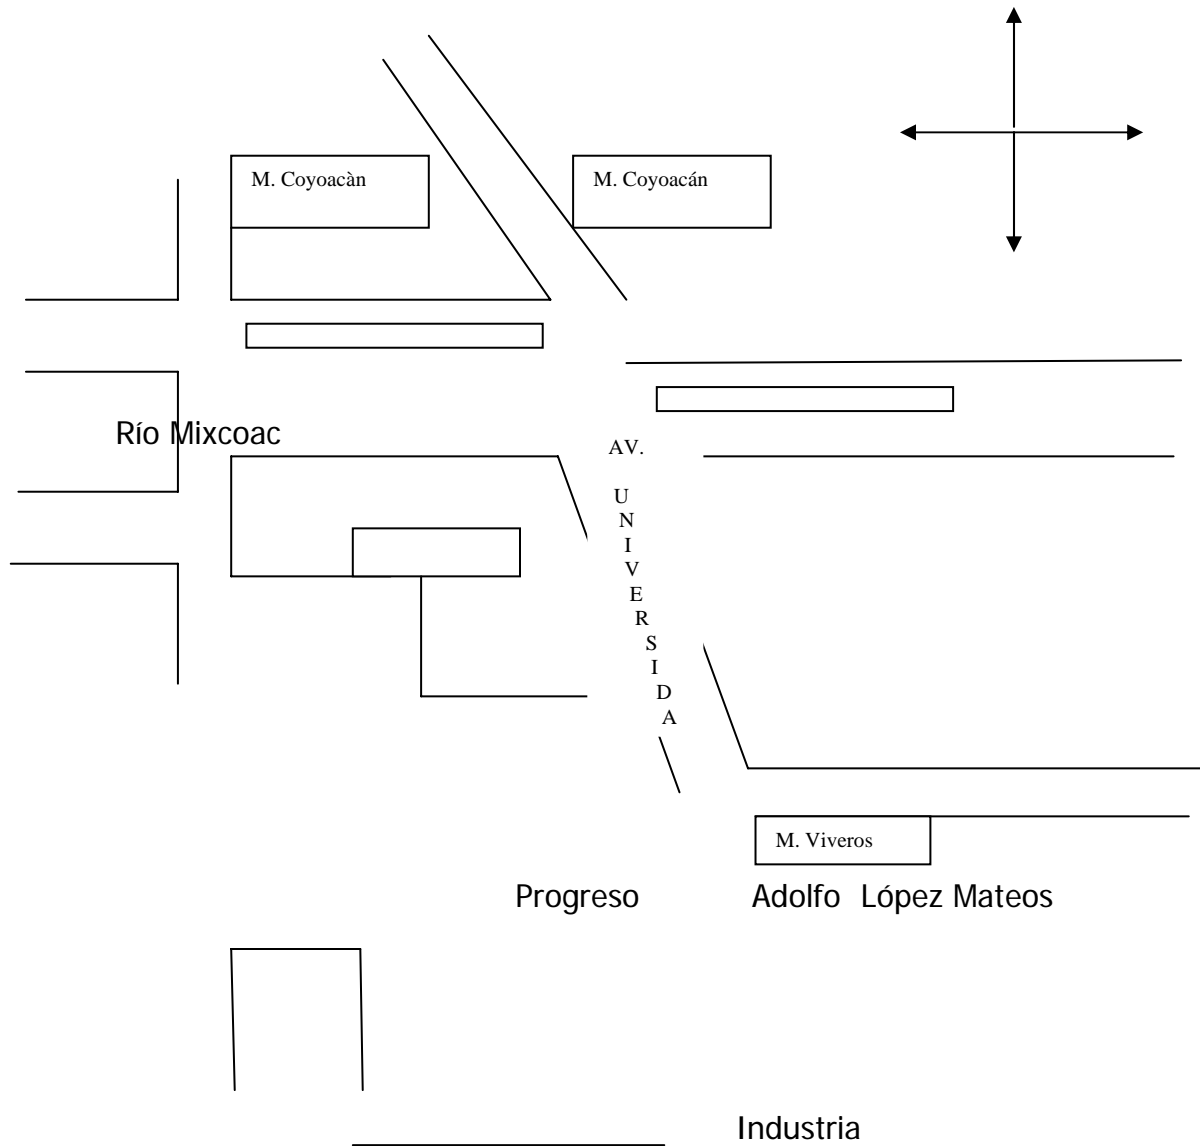 M. Coyoacàn
M. Coyoacán
Río Mixcoac
AV.
U
N
I
V
E
R
S
I
D
A
M. Viveros
Progreso
Adolfo López Mateos
Industria